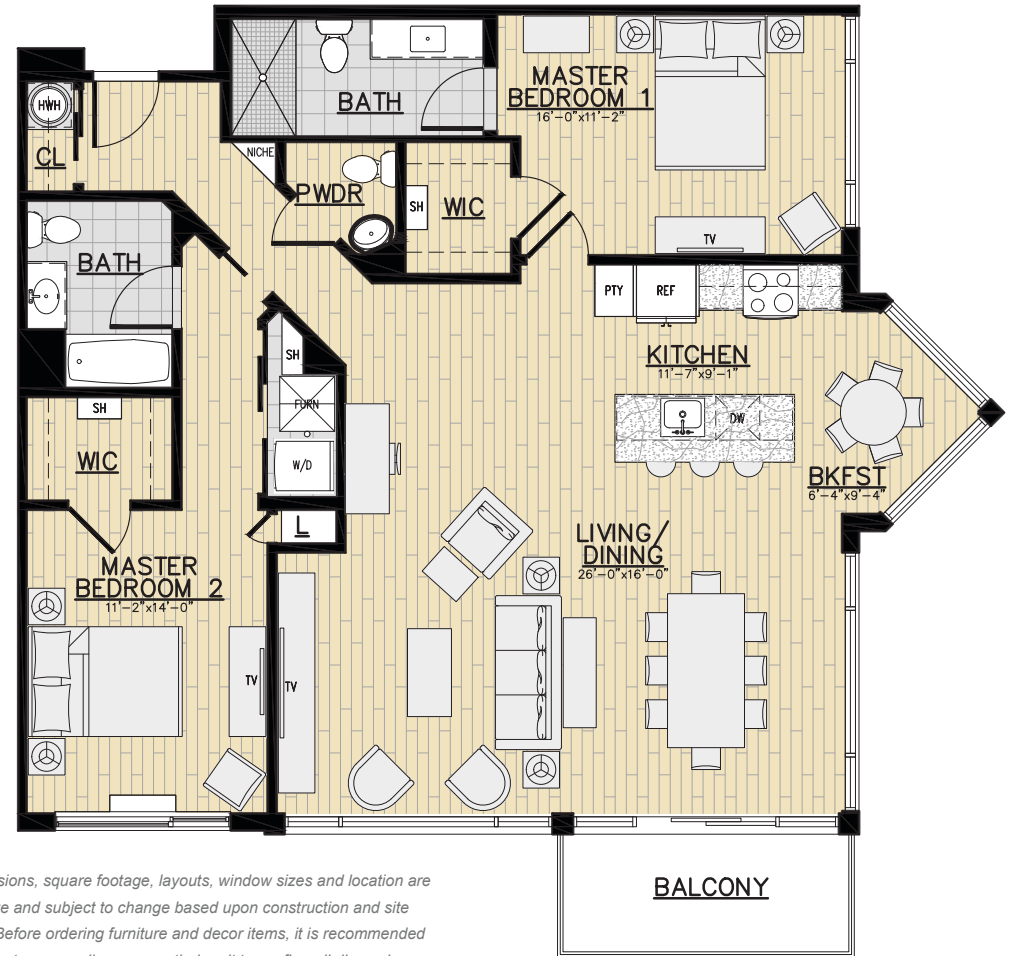 MASTER
BEDROOM 1
16'-0"x11'-2"
BATH
HWH
CL
NICHE
PWDR
SH
WIC
TV
BATH
PTY
REF
KITCHEN
11'-7"x9'-1"
SH
FURN
W/D
DW
SH
WIC
BKFST
6'-4"x9'-4"
L
LIVING/
DINING
26'-0"x16'-0"
MASTER
BEDROOM 2
11'-2"x14'-0"
TV
TV
BALCONY
sions, square footage, layouts, window sizes and location are
e and subject to change based upon construction and site
Before ordering furniture and decor items, it is recommended